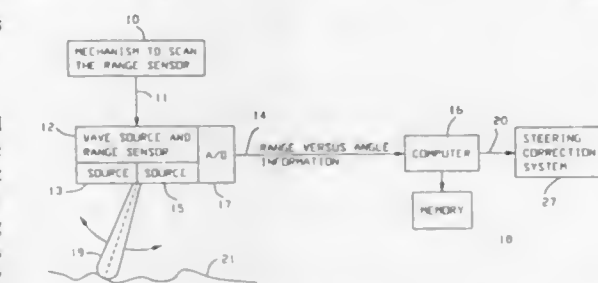 10
MECHANISM TO SCAN
THE RANGE SENSOR
11
12
WAVE SOURCE AND
RANGE SENSOR
A/D
SOURCE
SOURCE
13
15
17
14
RANGE VERSUS ANGLE
INFORMATION
16
COMPUTER
20
STEERING
CORRECTION
SYSTEM
27
MEMORY
18
19
21